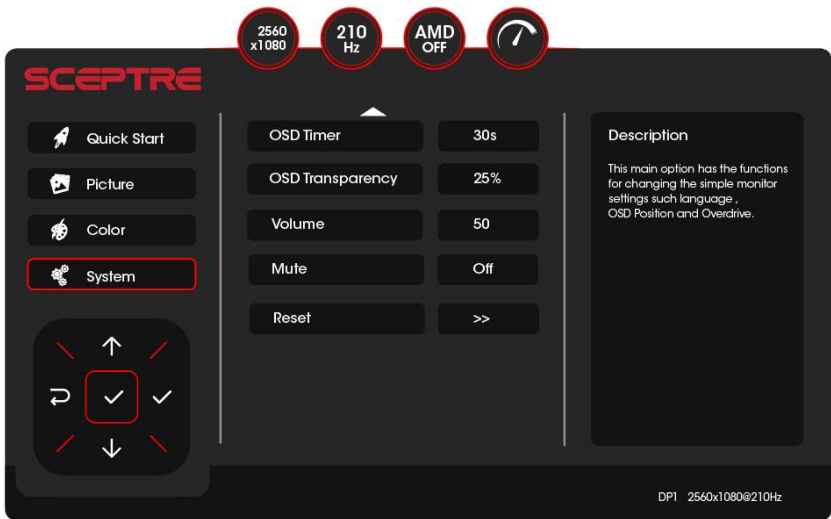 2560
x1080
210
Hz
AMD
OFF
SCEPTRE
Quick Start
Picture
Color
System
OSD Timer 30s
OSD Transparency 25%
Volume 50
Mute Off
Reset >>
Description
This main option has the functions
for changing the simple monitor
settings such language ,
OSD Position and Overdrive.
DP1 2560x1080@210Hz